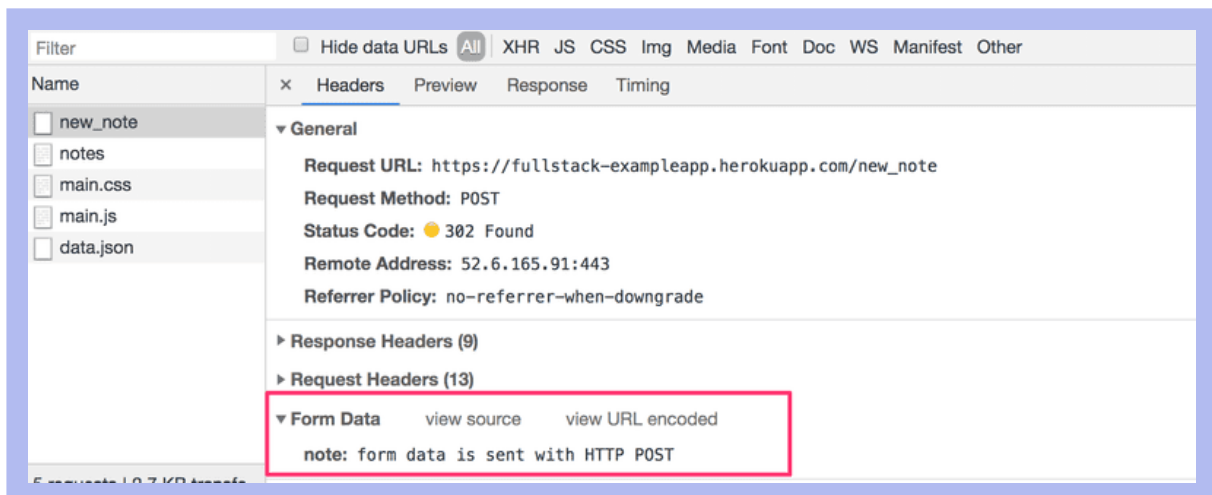 Filter Hide data URLs All XHR JS CSS Img Media Font Doc WS Manifest Other
Name × Headers Preview Response Timing
new_note
notes
main.css
main.js
data.json
▾ General
Request URL: https://fullstack-exampleapp.herokuapp.com/new_note
Request Method: POST
Status Code: 302 Found
Remote Address: 52.6.165.91:443
Referrer Policy: no-referrer-when-downgrade
▸ Response Headers (9)
▸ Request Headers (13)
▾ Form Data view source view URL encoded
note: form data is sent with HTTP POST
5 requests